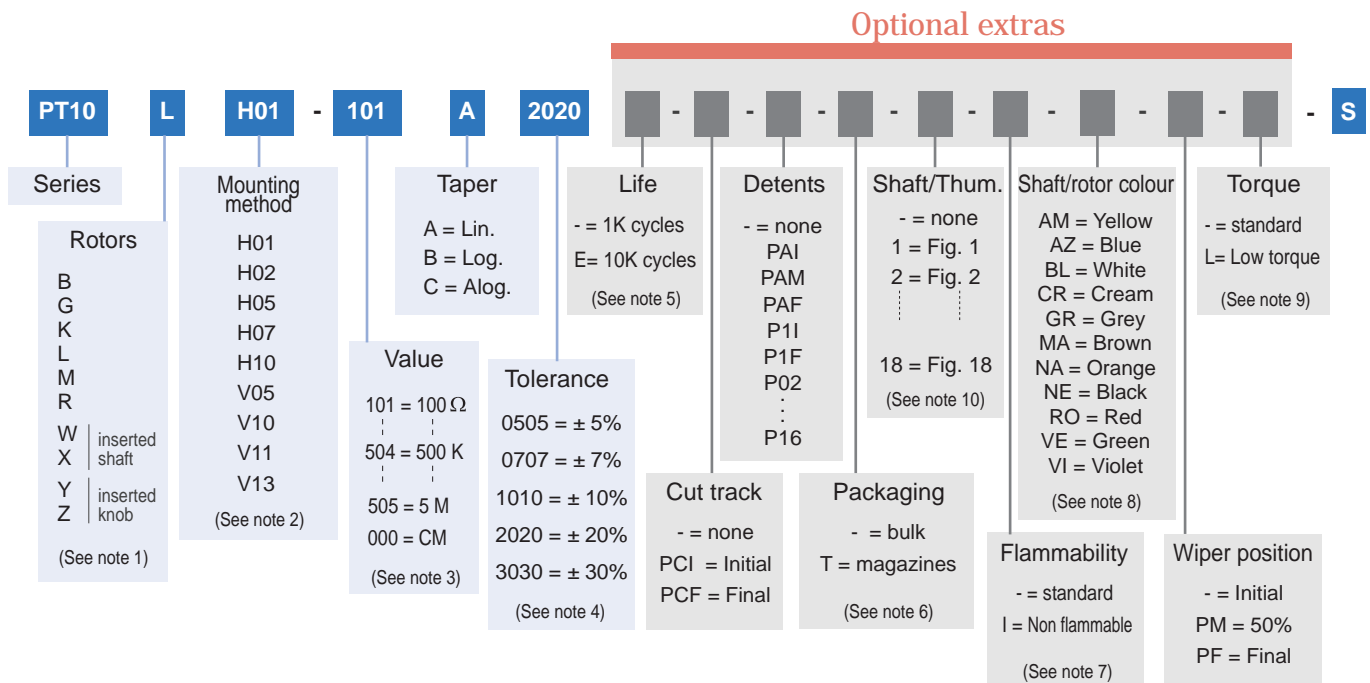 Optional extras
PT10 L H01 - 101 A 2020 - - - - - - - - - S
Series
Rotors
B
G
K
L
M
R
W
X
inserted
shaft
Y
Z
inserted
knob
(See note 1)
Mounting
method
H01
H02
H05
H07
H10
V05
V10
V11
V13
(See note 2)
Value
101 = 100 Ω
504 = 500 K
505 = 5 M
000 = CM
(See note 3)
Taper
A = Lin.
B = Log.
C = Alog.
Tolerance
0505 = ± 5%
0707 = ± 7%
1010 = ± 10%
2020 = ± 20%
3030 = ± 30%
(See note 4)
Life
- = 1K cycles
E= 10K cycles
(See note 5)
Cut track
- = none
PCI = Initial
PCF = Final
Detents
- = none
PAI
PAM
PAF
P1I
P1F
P02
:
:
P16
Packaging
- = bulk
T = magazines
(See note 6)
Shaft/Thum.
- = none
1 = Fig. 1
2 = Fig. 2
18 = Fig. 18
(See note 10)
Flammability
- = standard
I = Non flammable
(See note 7)
Shaft/rotor colour
AM = Yellow
AZ = Blue
BL = White
CR = Cream
GR = Grey
MA = Brown
NA = Orange
NE = Black
RO = Red
VE = Green
VI = Violet
(See note 8)
Wiper position
- = Initial
PM = 50%
PF = Final
Torque
- = standard
L= Low torque
(See note 9)